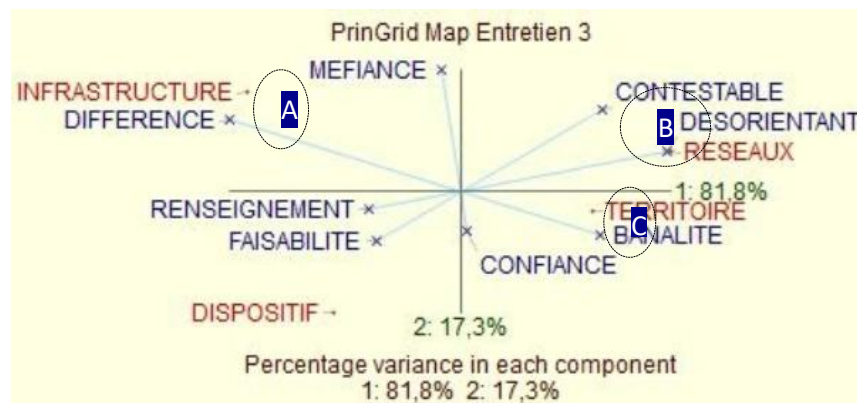 PrinGrid Map Entretien 3
MEFIANCE
INFRASTRUCTURE
A
CONTESTABLE
DIFFERENCE
B
DESORIENTANT
RESEAUX
1: 81,8%
RENSEIGNEMENT
TERRITOIRE
C
FAISABILITE
BANALITE
CONFIANCE
DISPOSITIF
2: 17,3%
Percentage variance in each component
1: 81,8% 2: 17,3%